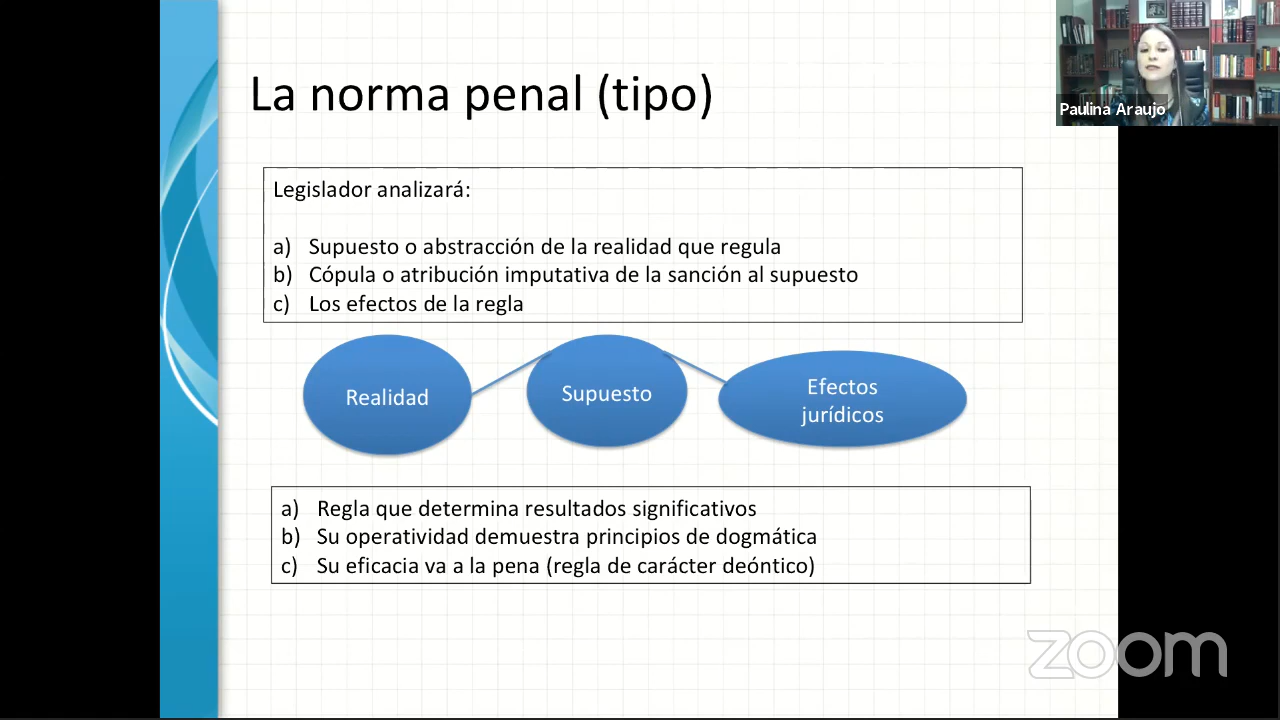 La norma penal (tipo)
Paulina Araujo
Legislador analizará:
a) Supuesto o abstracción de la realidad que regula
b) Cópula o atribución imputativa de la sanción al supuesto
c) Los efectos de la regla
Realidad
Supuesto
Efectos
jurídicos
a) Regla que determina resultados significativos
b) Su operatividad demuestra principios de dogmática
c) Su eficacia va a la pena (regla de carácter deóntico)
zoom